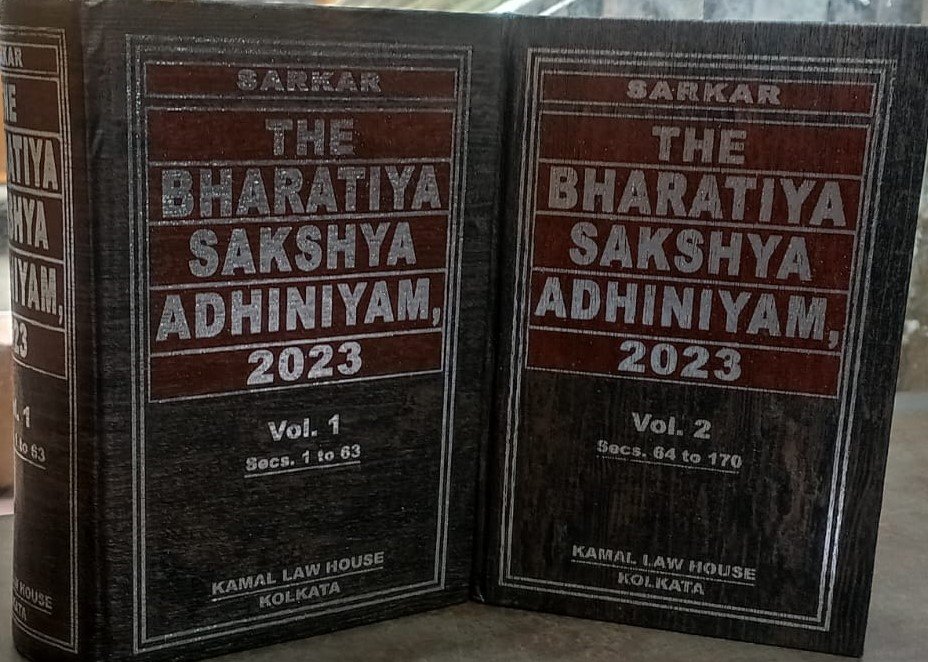 SARKAR
THE
BHARATIYA
SAKSHYA
ADHINIYAM,
2023
Vol. 1
Secs. 1 to 63
KAMAL LAW HOUSE
KOLKATA
SARKAR
THE
BHARATIYA
SAKSHYA
ADHINIYAM,
2023
Vol. 2
Secs. 64 to 170
KAMAL LAW HOUSE
KOLKATA